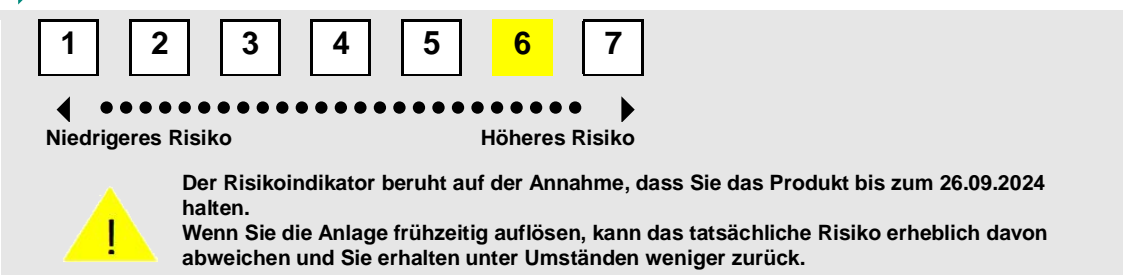 1 2 3 4 5 6 7
Niedrigeres Risiko Höheres Risiko
Der Risikoindikator beruht auf der Annahme, dass Sie das Produkt bis zum 26.09.2024
halten.
!
Wenn Sie die Anlage frühzeitig auflösen, kann das tatsächliche Risiko erheblich davon
abweichen und Sie erhalten unter Umständen weniger zurück.